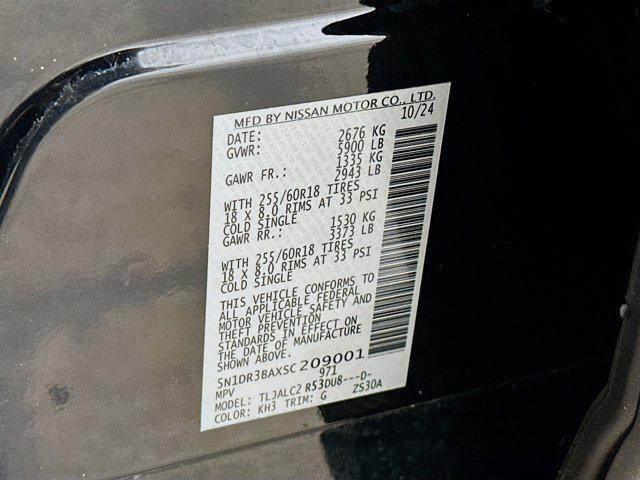 MFD BY NISSAN MOTOR CO., LTD.
DATE: 10/24
GVWR: 2676 KG
5900 LB
GAWR FR.: 1335 KG
2943 LB
WITH 255/60R18 TIRES
18 X 8.0 RIMS AT 33 PSI
COLD SINGLE
GAWR RR.: 1530 KG
3373 LB
WITH 255/60R18 TIRES
18 X 8.0 RIMS AT 33 PSI
COLD SINGLE
THIS VEHICLE CONFORMS TO
ALL APPLICABLE FEDERAL
MOTOR VEHICLE SAFETY AND
THEFT PREVENTION
STANDARDS IN EFFECT ON
THE DATE OF MANUFACTURE
SHOWN ABOVE.
5N1DR3BAXSC 209001
MPV 971
MODEL: TLJALCZ R53DU8---D-
COLOR: KH3 TRIM: G ZS30A